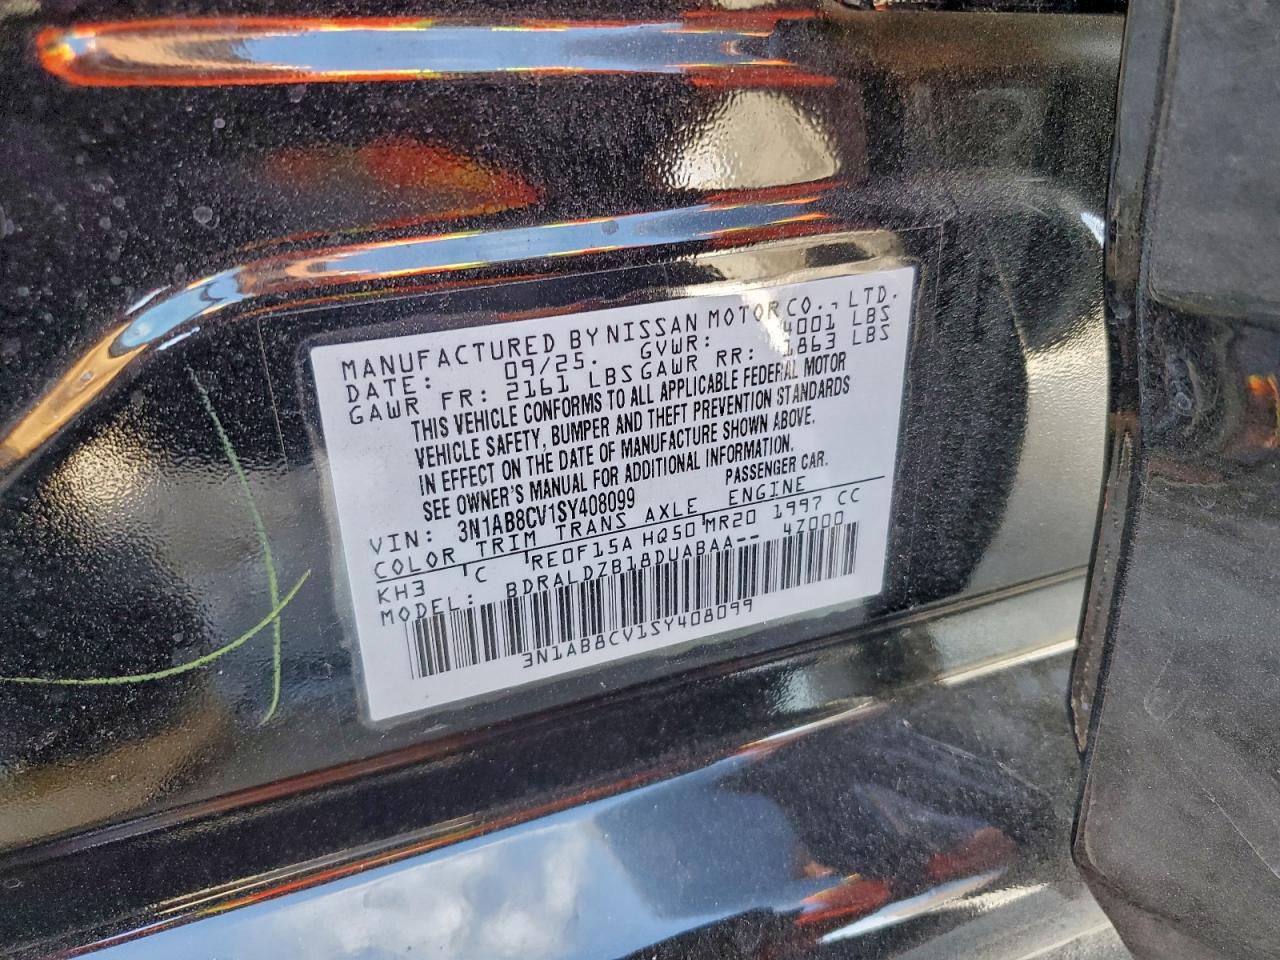 MANUFACTURED BY NISSAN MOTOR CO., LTD.
DATE: 09/25. GVWR: 4001 LBS
GAWR FR: 2161 LBS GAWR RR: 1863 LBS
THIS VEHICLE CONFORMS TO ALL APPLICABLE FEDERAL MOTOR
VEHICLE SAFETY, BUMPER AND THEFT PREVENTION STANDARDS
IN EFFECT ON THE DATE OF MANUFACTURE SHOWN ABOVE.
SEE OWNER'S MANUAL FOR ADDITIONAL INFORMATION.
VIN: 3N1AB8CV1SY408099 PASSENGER CAR.
COLOR TRIM TRANS AXLE ENGINE
KH3 C RE0F15A HQ50 MR20 1997 CC
MODEL: BDRALDZB18DUABAA-- 47000
3N1AB8CV1SY408099